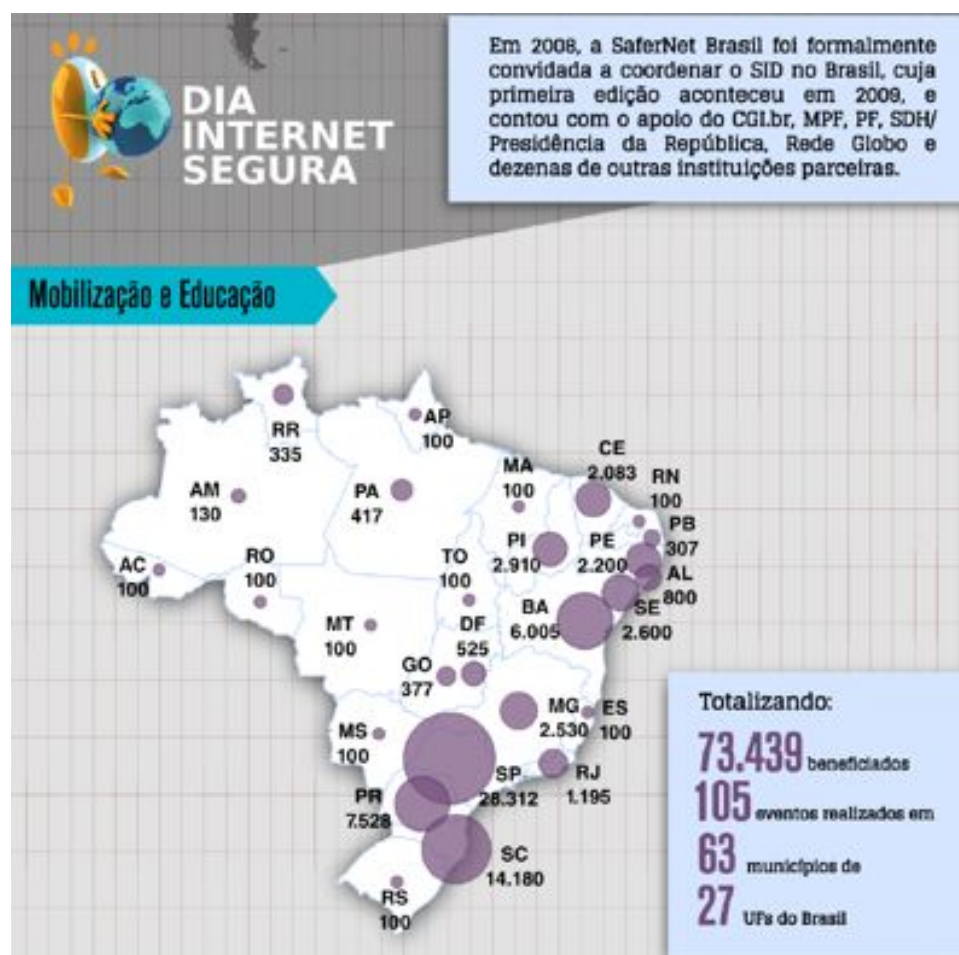 DIA
INTERNET
SEGURA
Em 2008, a SaferNet Brasil foi formalmente
convidada a coordenar o SID no Brasil, cuja
primeira edição aconteceu em 2009, e
contou com o apoio do CGI.br, MPF, PF, SDH/
Presidência da República, Rede Globo e
dezenas de outras instituições parceiras.
Mobilização e Educação
RR
335
AP
100
AM
130
PA
417
MA
100
CE
2.083
RN
100
PB
307
PI
2.910
PE
2.200
AL
800
AC
100
RO
100
TO
100
BA
6.005
SE
2.600
MT
100
DF
525
GO
377
MG
2.530
ES
100
MS
100
SP
28.312
RJ
1.195
PR
7.528
SC
14.180
RS
100
Totalizando:
73.439 beneficiados
105 eventos realizados em
63 municípios de
27 UFs do Brasil